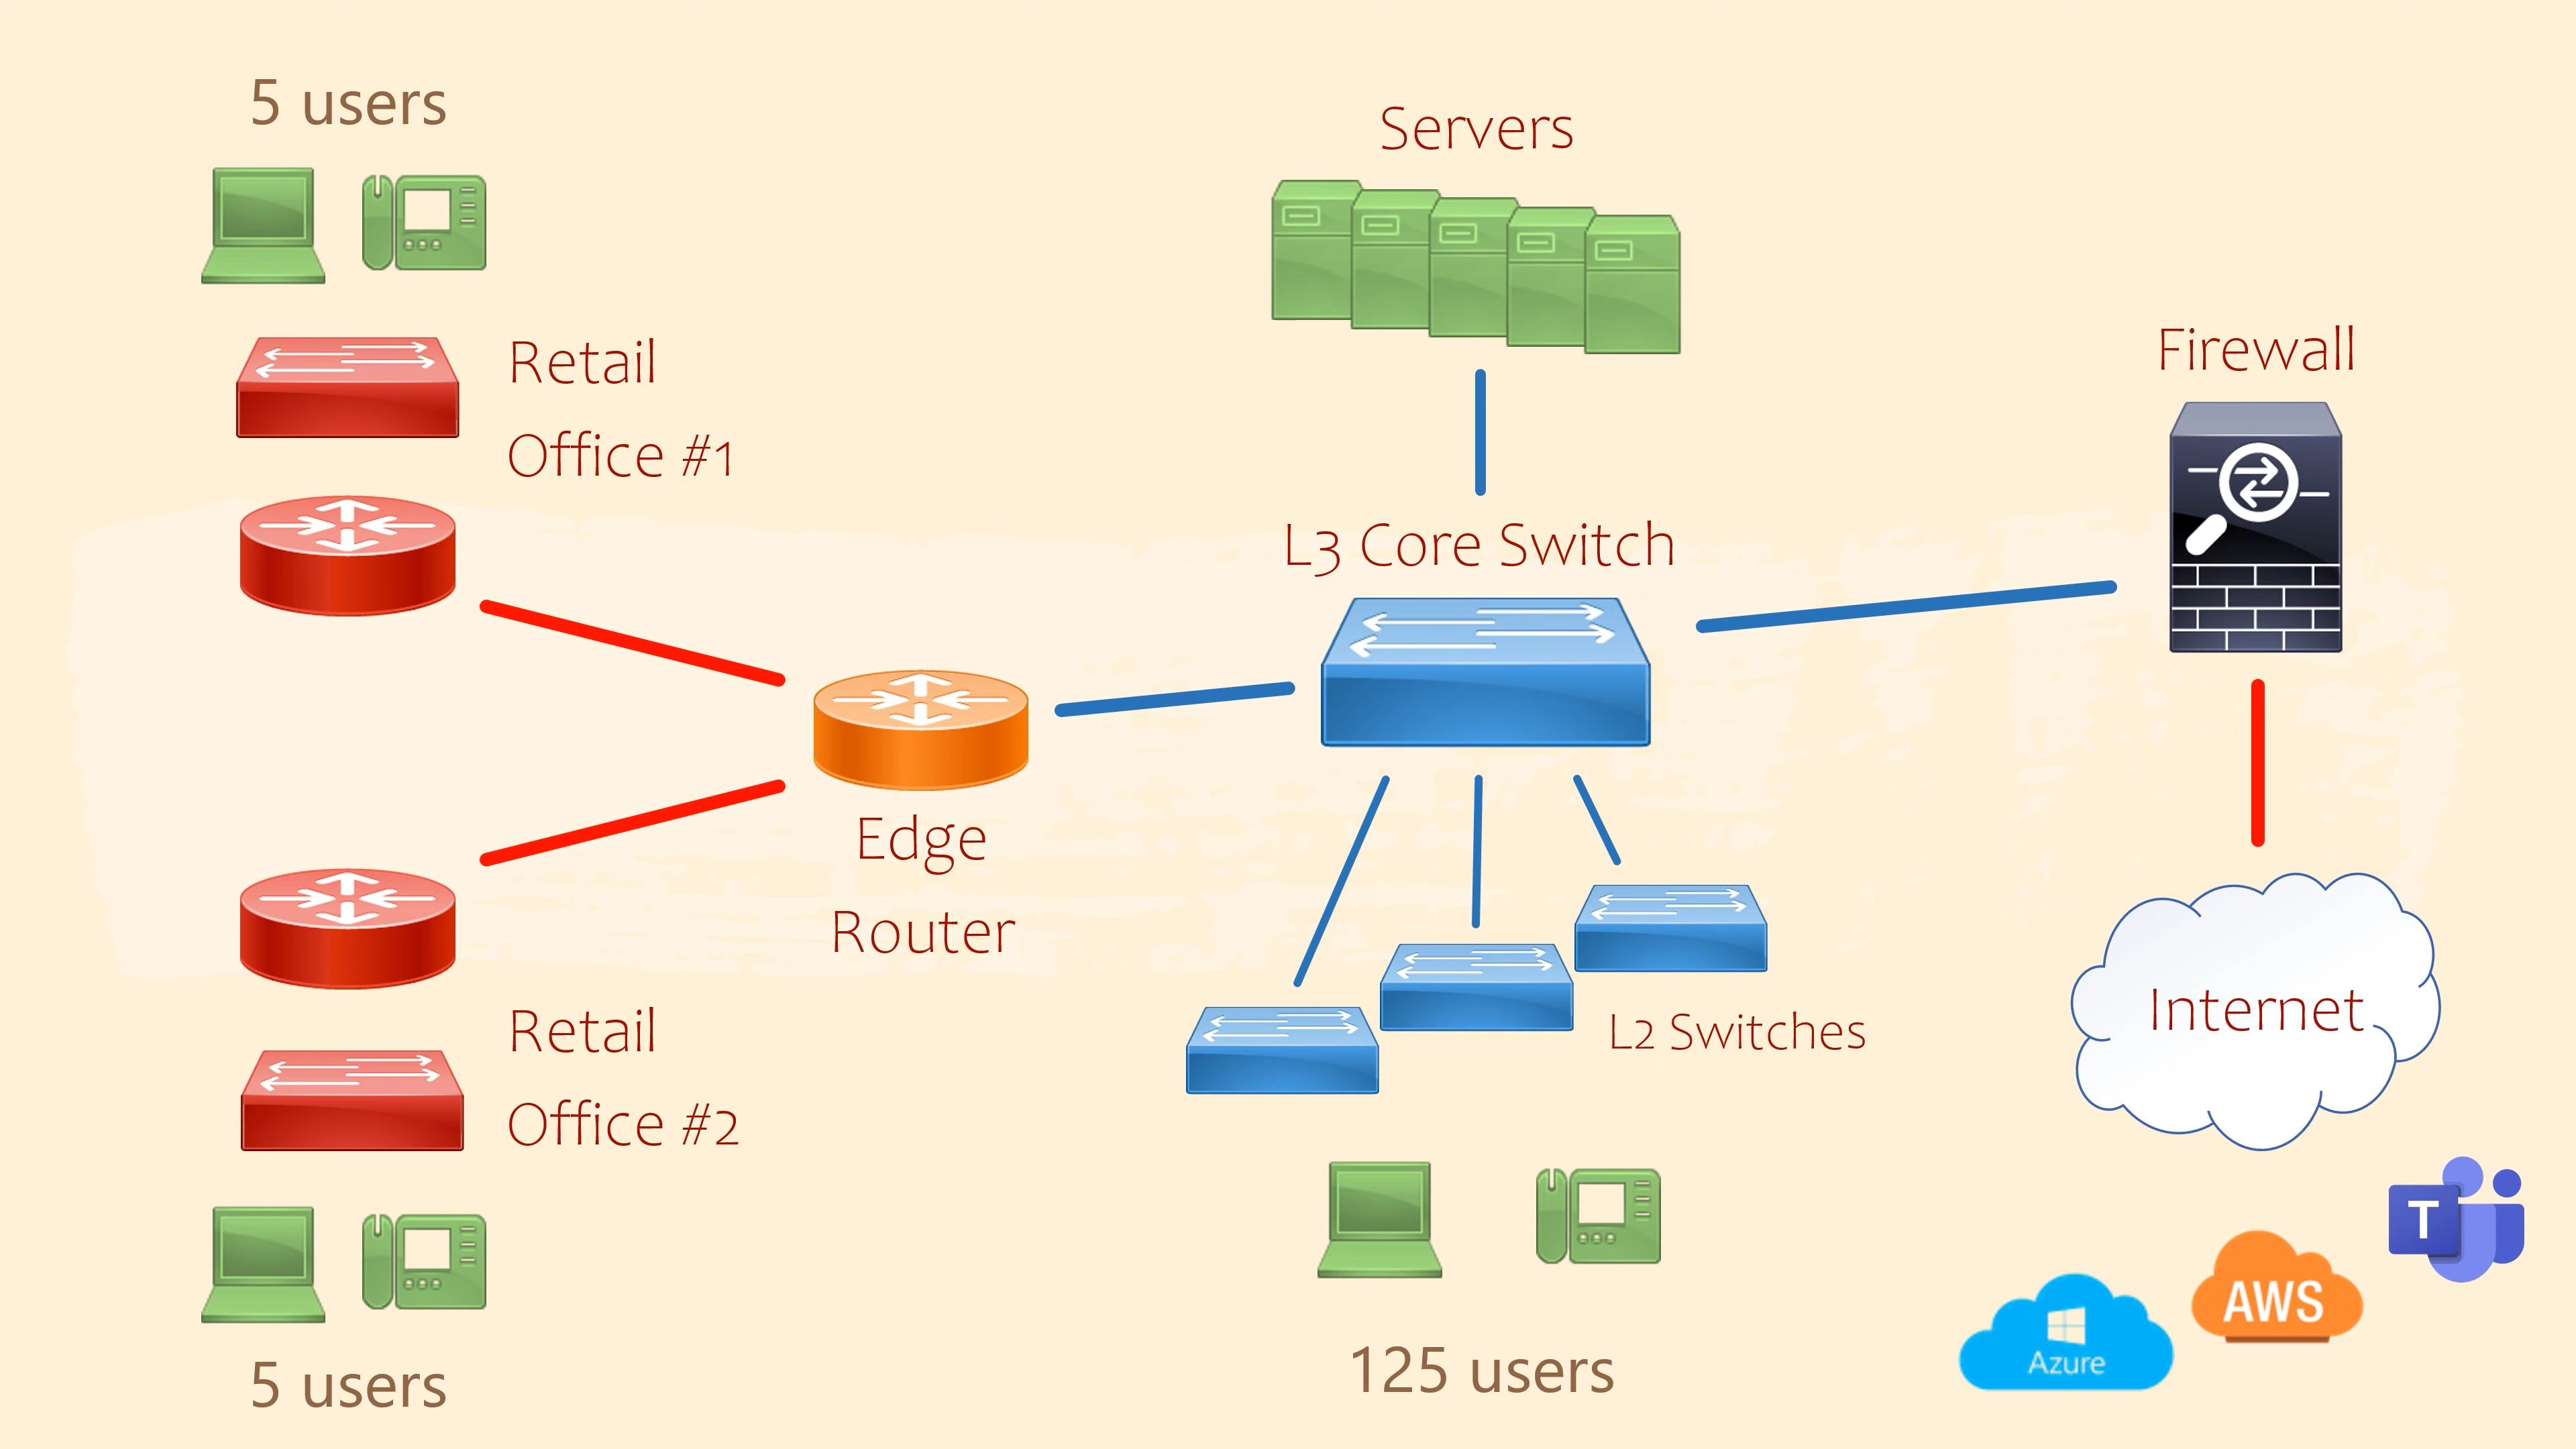 5 users
Retail
Office #1
Retail
Office #2
5 users
Edge
Router
Servers
L3 Core Switch
L2 Switches
125 users
Firewall
Internet
T
AWS
Azure